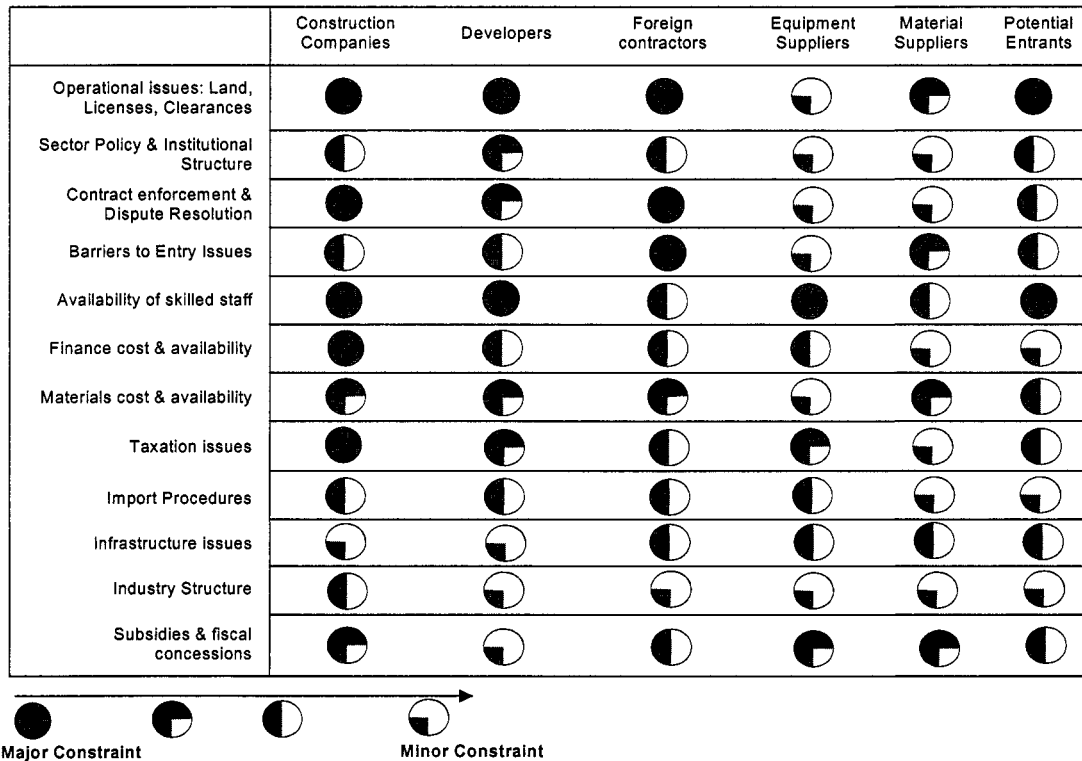 Construction Companies
Developers
Foreign contractors
Equipment Suppliers
Material Suppliers
Potential Entrants
Operational issues: Land,
Licenses, Clearances
Sector Policy & Institutional
Structure
Contract enforcement &
Dispute Resolution
Barriers to Entry Issues
Availability of skilled staff
Finance cost & availability
Materials cost & availability
Taxation issues
Import Procedures
Infrastructure issues
Industry Structure
Subsidies & fiscal
concessions
Major Constraint
Minor Constraint